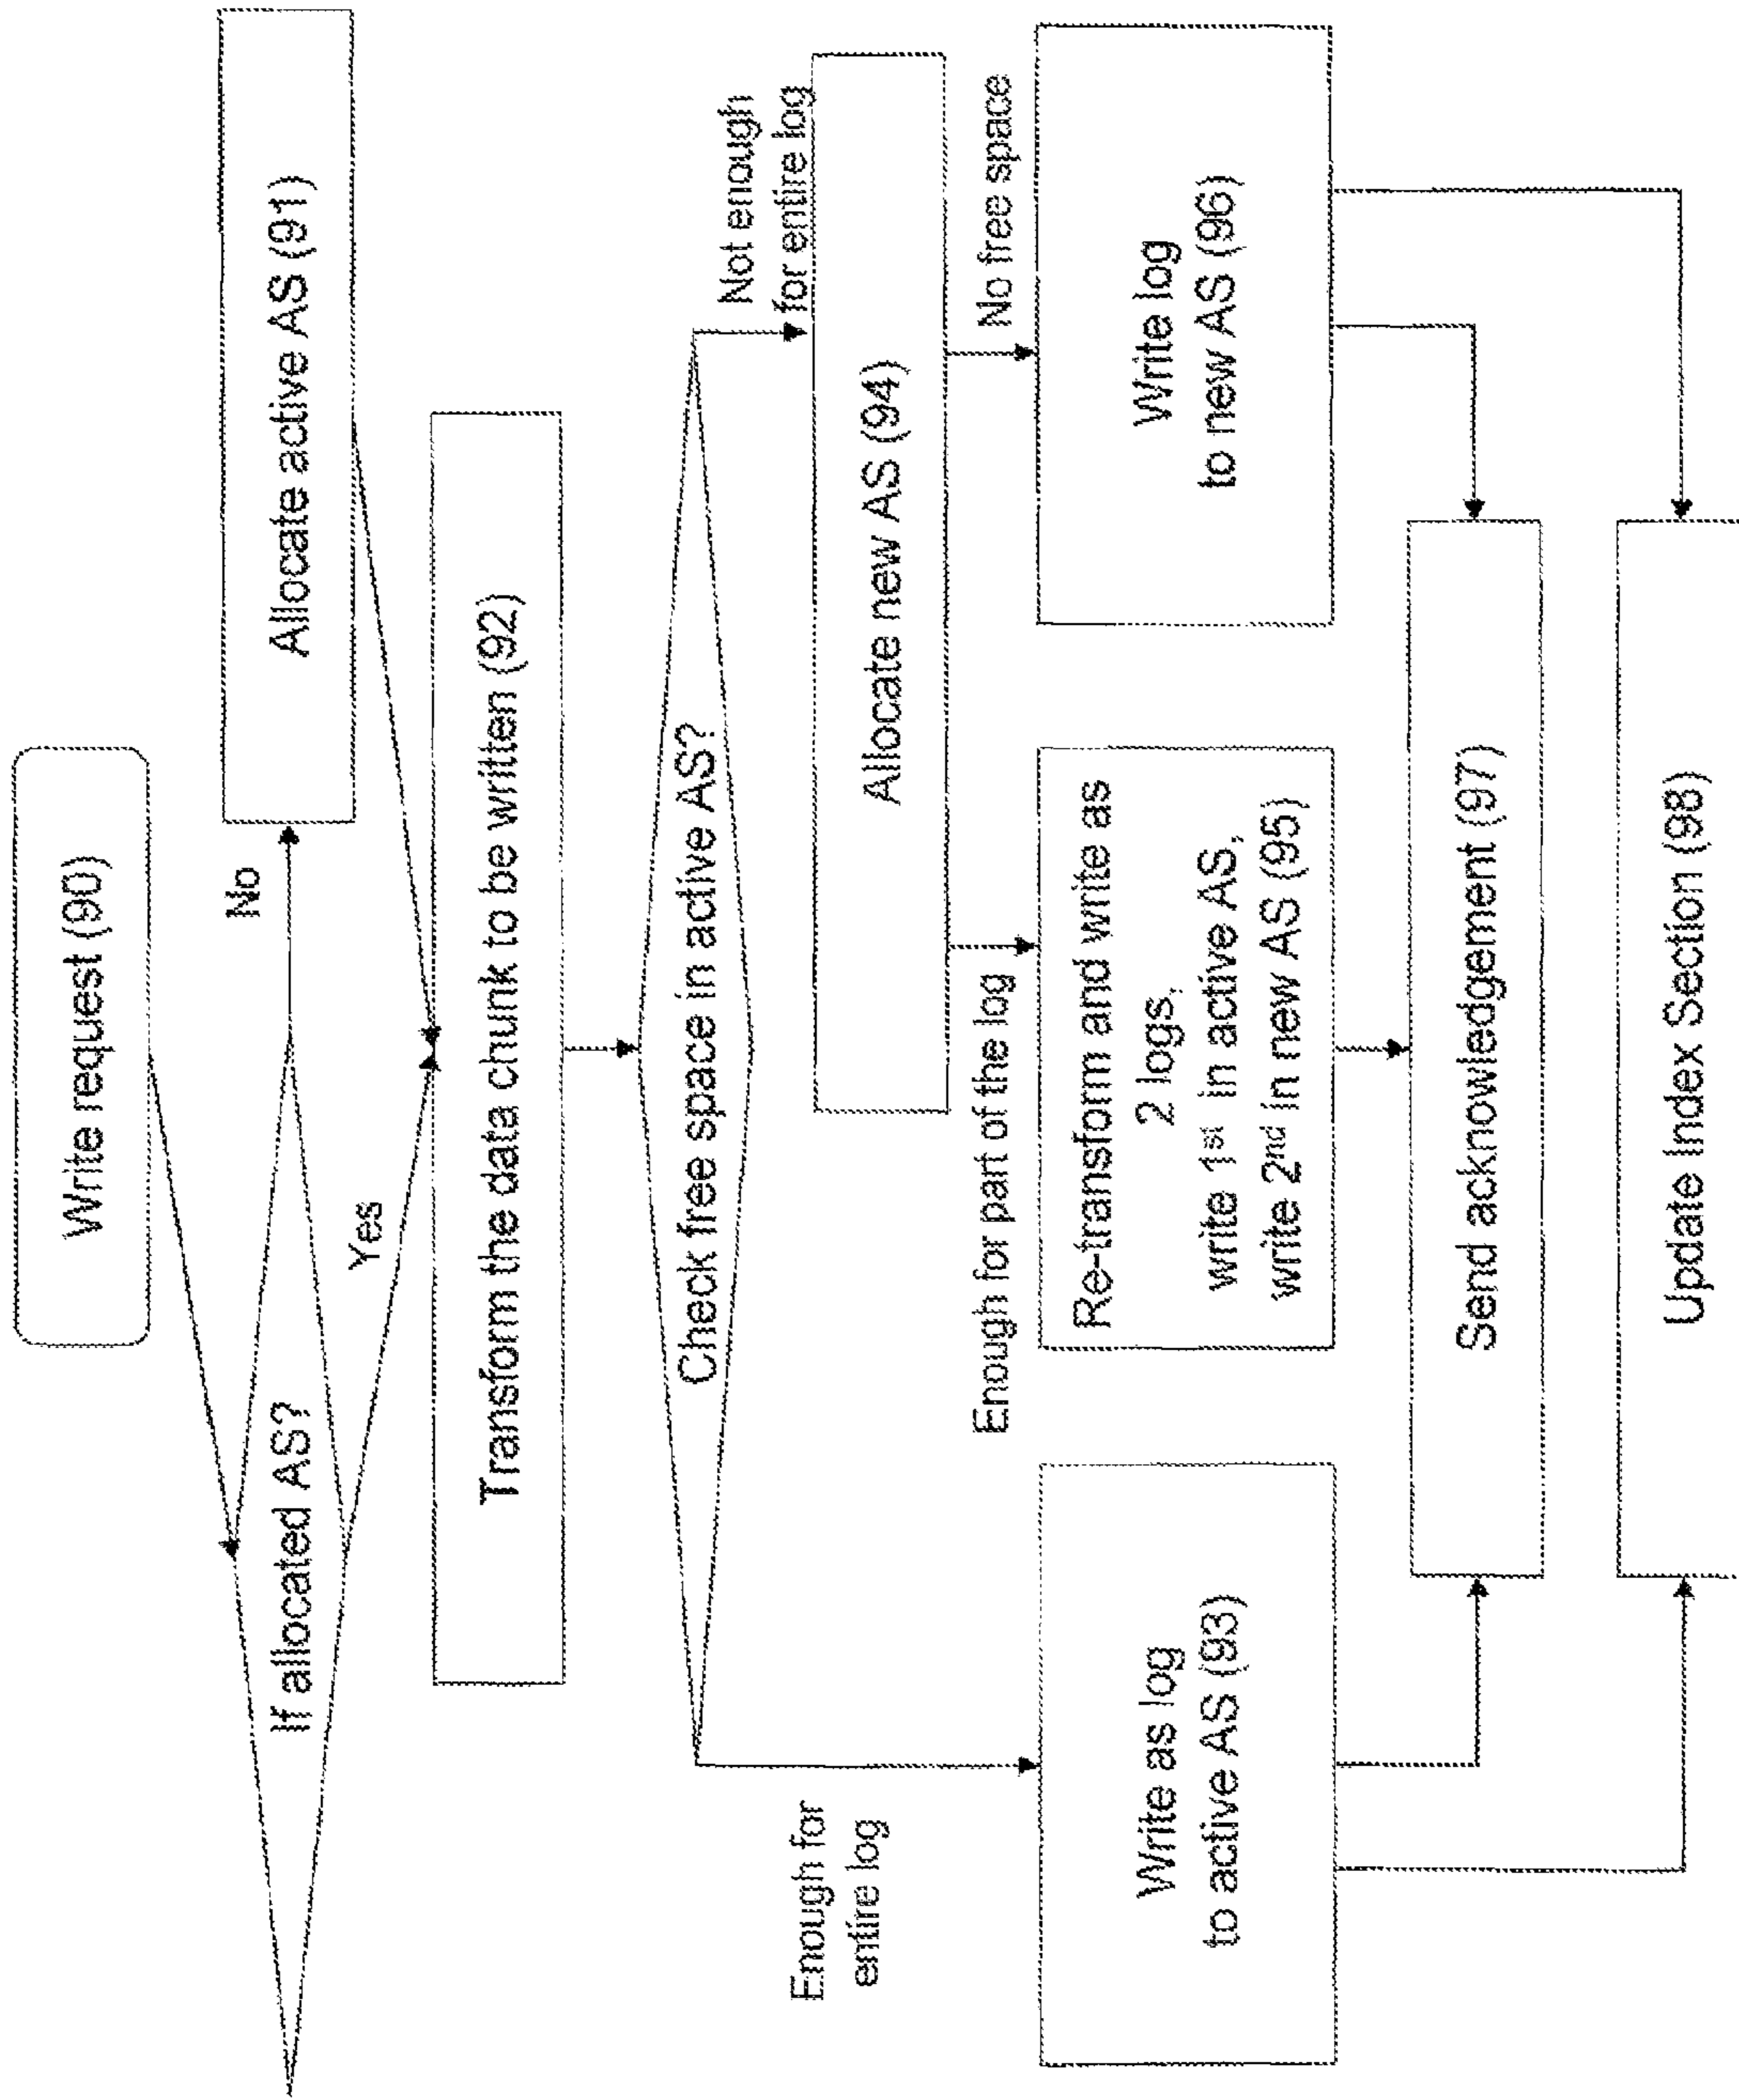 Write request (90)
If allocated AS?
No
Allocate active AS (91)
Yes
Transform the data chunk to be written (92)
Check free space in active AS?
Enough for
entire log
Not enough
for entire log
Allocate new AS (94)
Enough for part of the log
No free space
Write as log
to active AS (93)
Re-transform and write as
2 logs,
write 1st in active AS,
write 2nd in new AS (95)
Write log
to new AS (96)
Send acknowledgement (97)
Update Index Section (98)